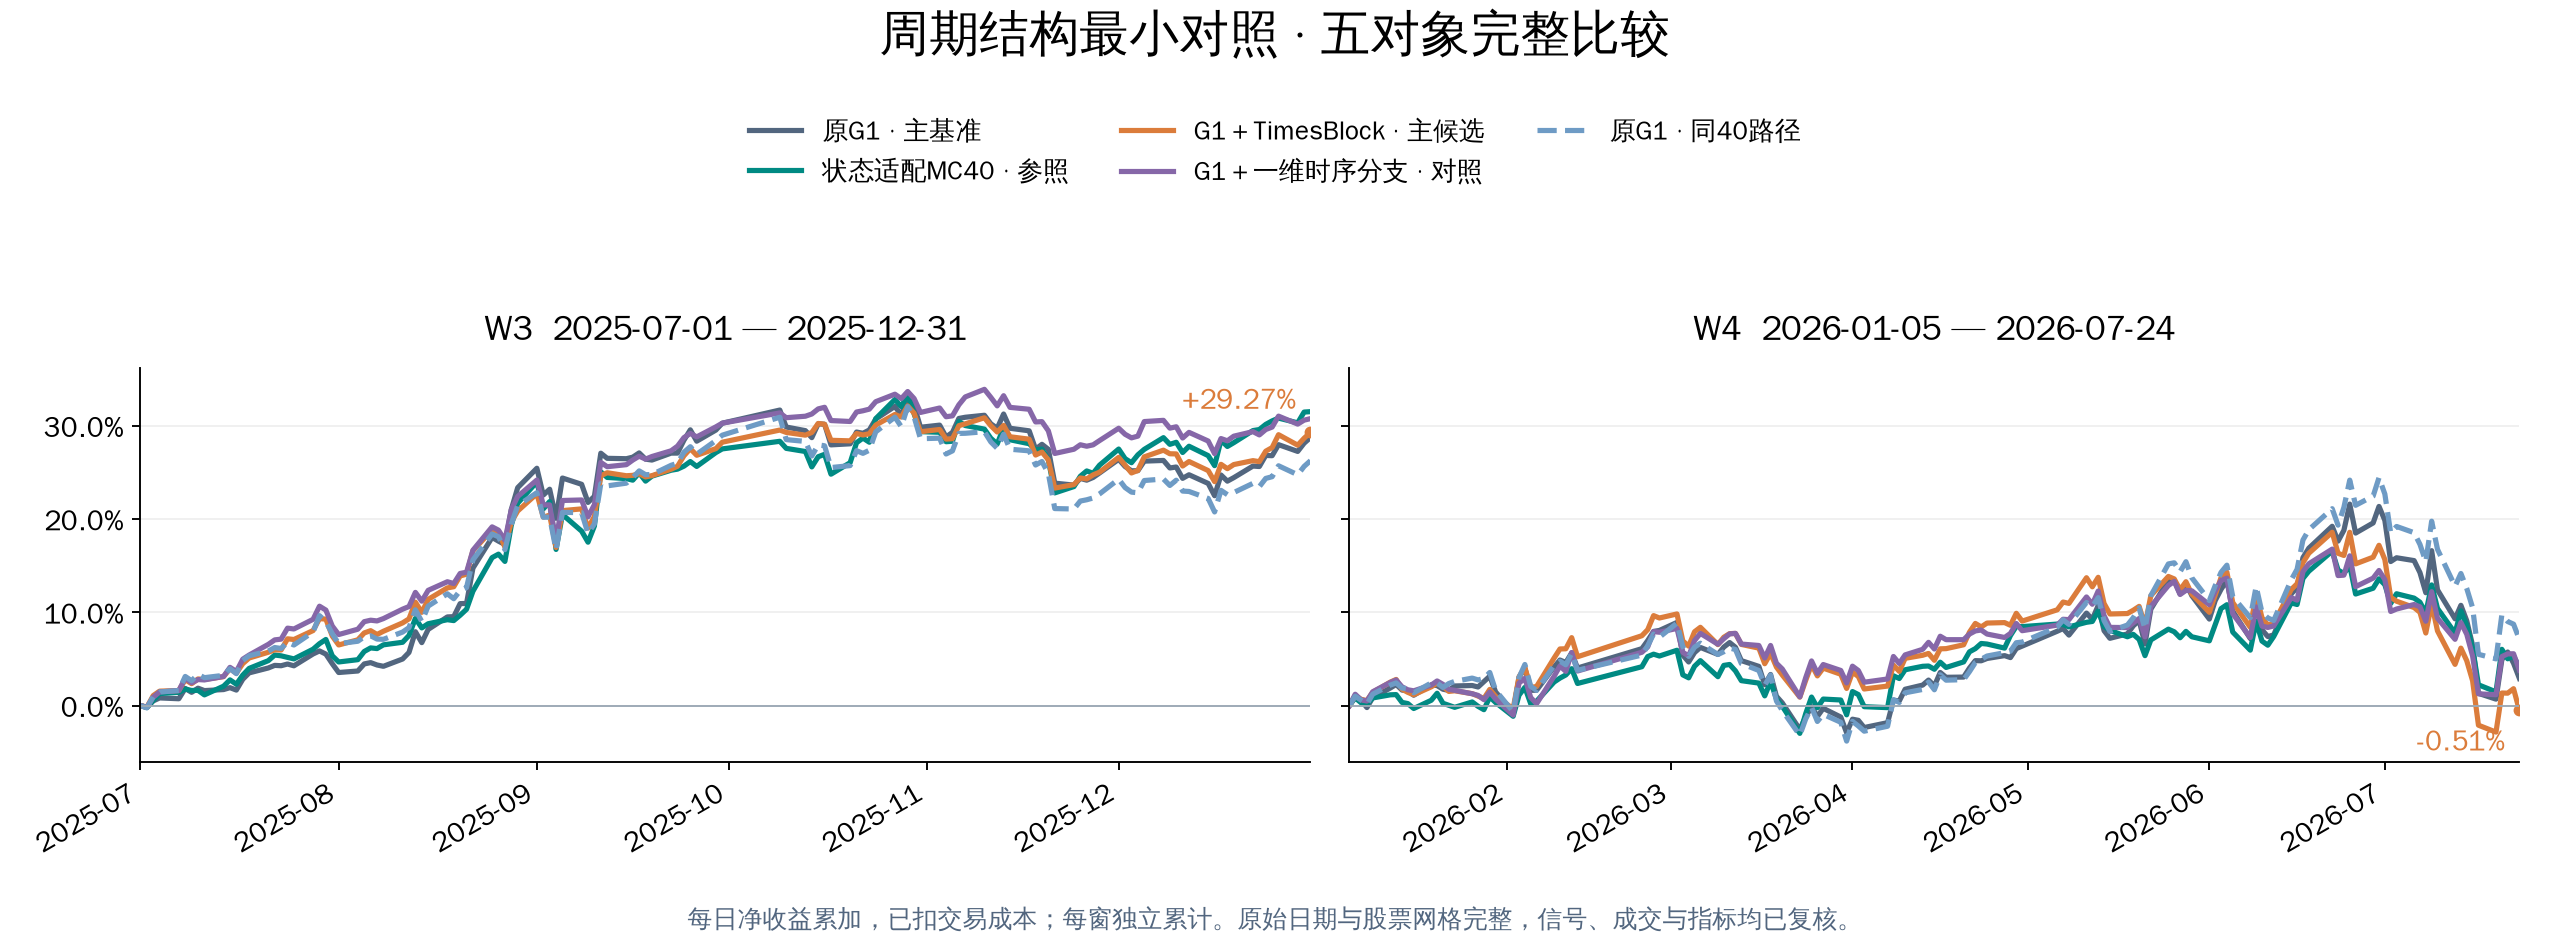 周期结构最小对照 · 五对象完整比较
原G1 · 主基准
G1+TimesBlock · 主候选
原G1 · 同40路径
状态适配MC40 · 参照
G1+一维时序分支 · 对照
W3 2025-07-01 — 2025-12-31
W4 2026-01-05 — 2026-07-24
30.0%
20.0%
10.0%
0.0%
+29.27%
-0.51%
2025-07
2025-08
2025-09
2025-10
2025-11
2025-12
2026-02
2026-03
2026-04
2026-05
2026-06
2026-07
每日净收益累加，已扣交易成本；每窗独立累计。原始日期与股票网格完整，信号、成交与指标均已复核。